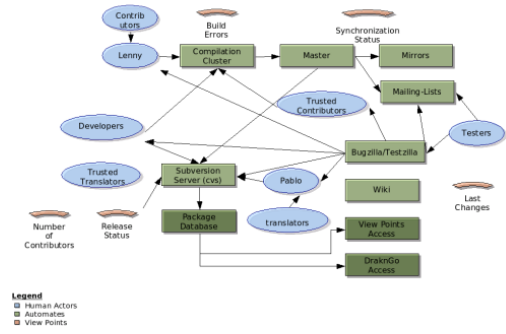 Contrib
utors
Build
Errors
Synchronization
Status
Lenny
Compilation
Cluster
Master
Mirrors
Mailing-Lists
Trusted
Contributors
Developers
Testers
Bugzilla/Testzilla
Trusted
Translators
Subversion
Server (cvs)
Pablo
Wiki
Last
Changes
Number
of
Contributors
Release
Status
Package
Database
translators
View Points
Access
DraknGo
Access
Legend
Human Actors
Automates
View Points